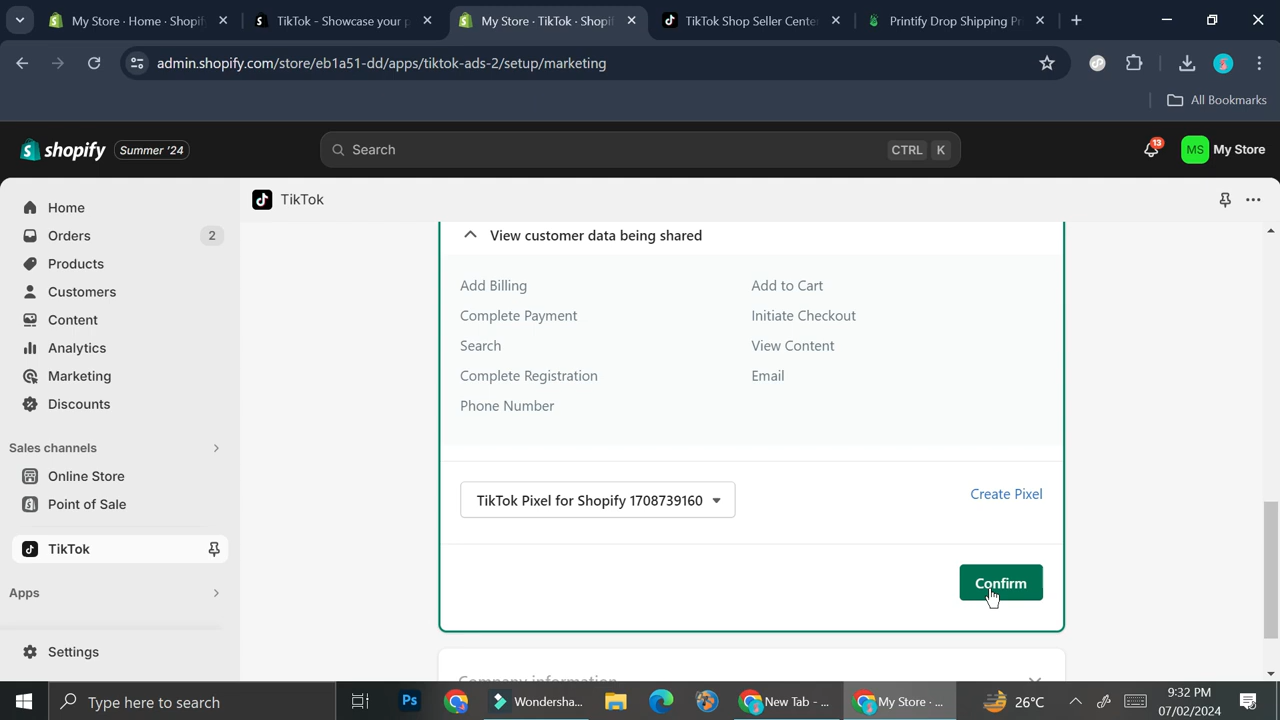 My Store · Home · Shopif
TikTok - Showcase your p
My Store · TikTok · Shopif
TikTok Shop Seller Center
Printify Drop Shipping Pr
admin.shopify.com/store/eb1a51-dd/apps/tiktok-ads-2/setup/marketing
All Bookmarks
shopify
Summer '24
Search
CTRL K
13
MS
My Store
Home
Orders
2
Products
Customers
Content
Analytics
Marketing
Discounts
Sales channels
Online Store
Point of Sale
TikTok
Apps
Settings
TikTok
View customer data being shared
Add Billing
Add to Cart
Complete Payment
Initiate Checkout
Search
View Content
Complete Registration
Email
Phone Number
TikTok Pixel for Shopify 1708739160
Create Pixel
Confirm
Company information
Type here to search
Ps
Wondersha...
New Tab - ...
My Store · ...
26°C
9:32 PM
07/02/2024